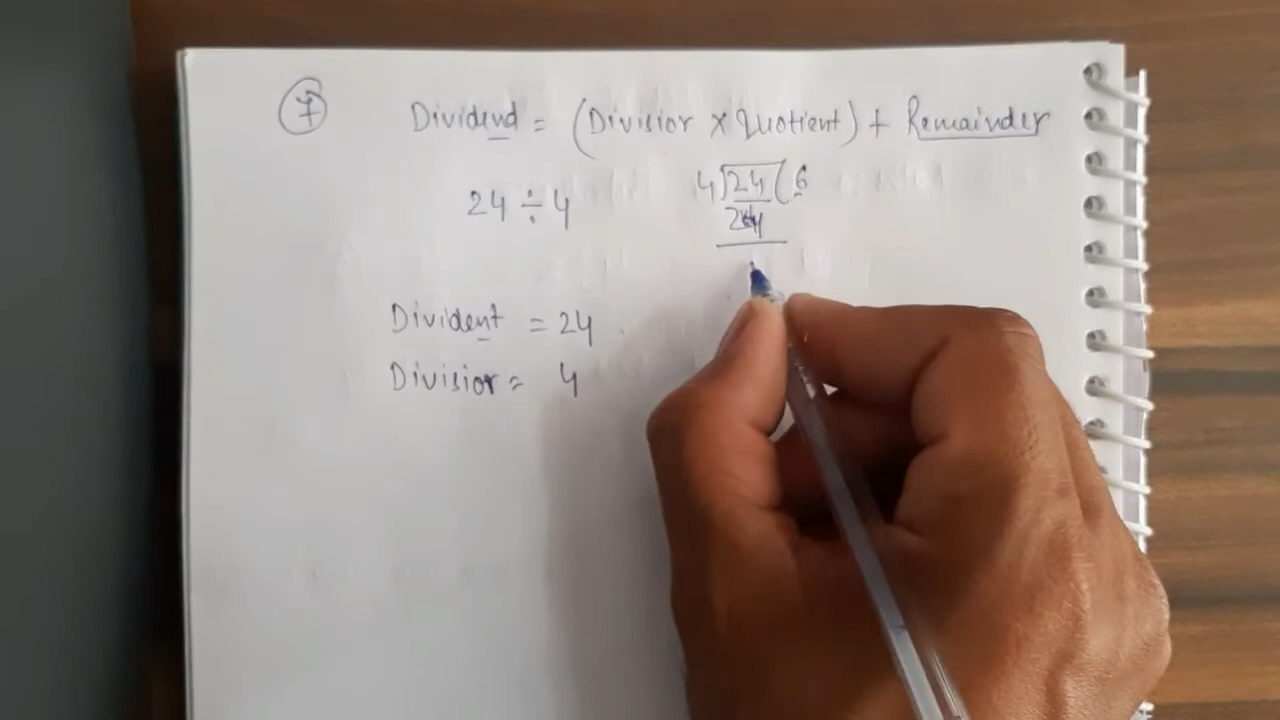 7
Dividend = (Divisior × Quotient) + Remainder
24 ÷ 4
4)24(6
24
Divident = 24
Divisior = 4